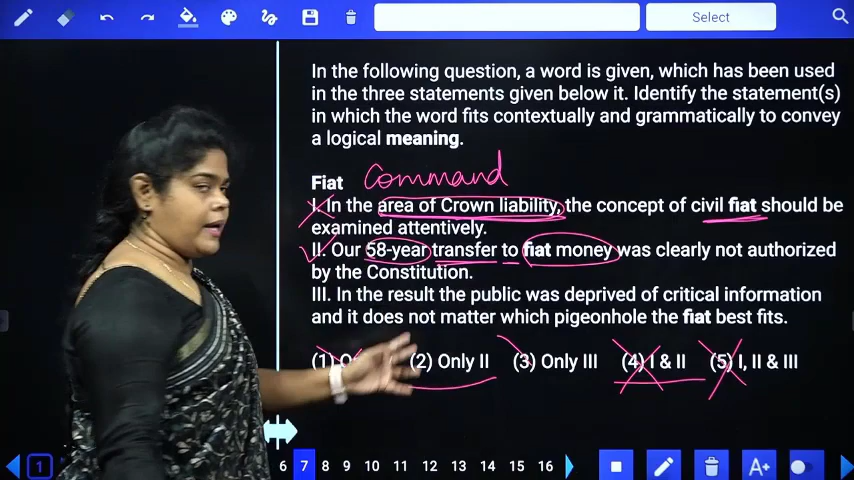 Select
In the following question, a word is given, which has been used
in the three statements given below it. Identify the statement(s)
in which the word fits contextually and grammatically to convey
a logical meaning.
Fiat Command
I. In the area of Crown liability, the concept of civil fiat should be
examined attentively.
II. Our 58-year transfer to fiat money was clearly not authorized
by the Constitution.
III. In the result the public was deprived of critical information
and it does not matter which pigeonhole the fiat best fits.
(1) (2) Only II (3) Only III (4) I & II (5) I, II & III
1 6 7 8 9 10 11 12 13 14 15 16 A+